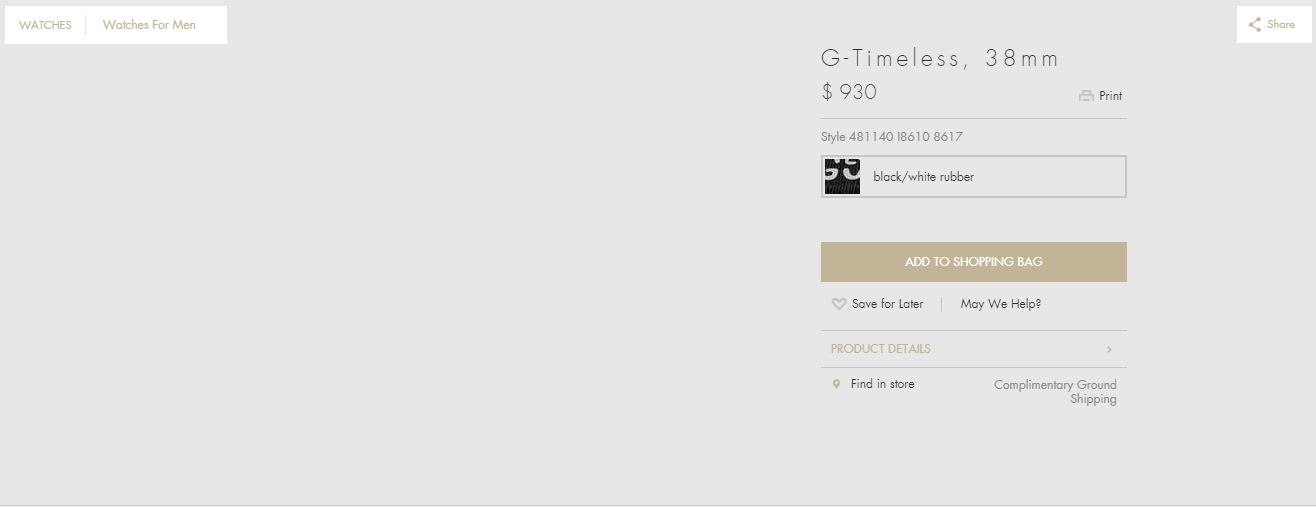 WATCHES
Watches For Men
Share
G-Timeless, 38mm
$ 930
Print
Style 481140 I8610 8617
black/white rubber
ADD TO SHOPPING BAG
Save for Later
May We Help?
PRODUCT DETAILS
Find in store
Complimentary Ground
Shipping